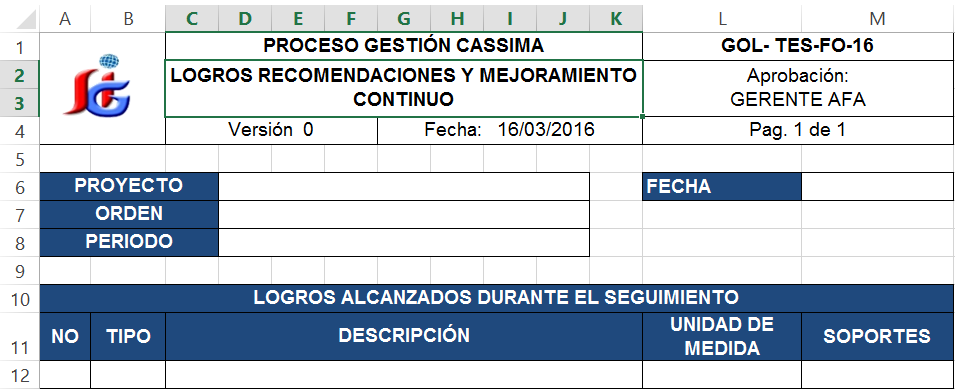 A B C D E F G H I J K L M
1 PROCESO GESTIÓN CASSIMA GOL- TES-FO-16
2 LOGROS RECOMENDACIONES Y MEJORAMIENTO Aprobación:
3 CONTINUO GERENTE AFA
4 Versión 0 Fecha: 16/03/2016 Pag. 1 de 1
5
6 PROYECTO FECHA
7 ORDEN
8 PERIODO
9
10 LOGROS ALCANZADOS DURANTE EL SEGUIMIENTO
11 NO TIPO DESCRIPCIÓN UNIDAD DE MEDIDA SOPORTES
12